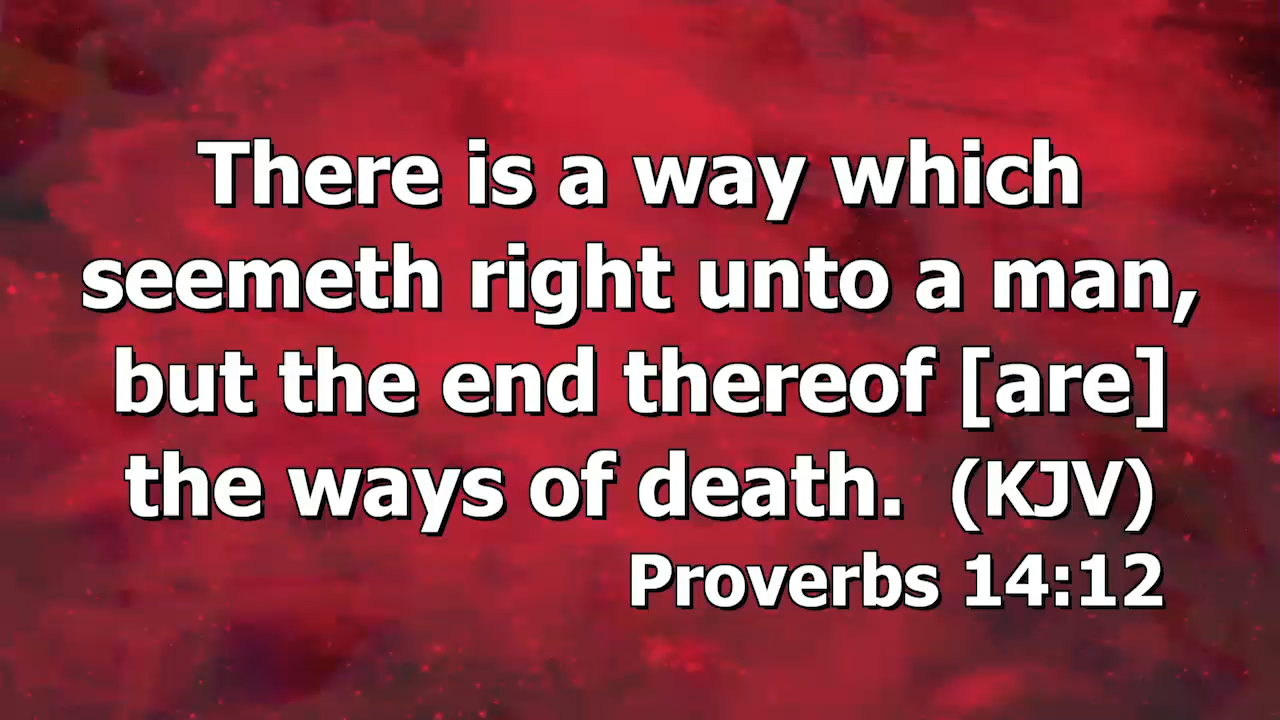 There is a way which
seemeth right unto a man,
but the end thereof [are]
the ways of death.  (KJV)
Proverbs 14:12